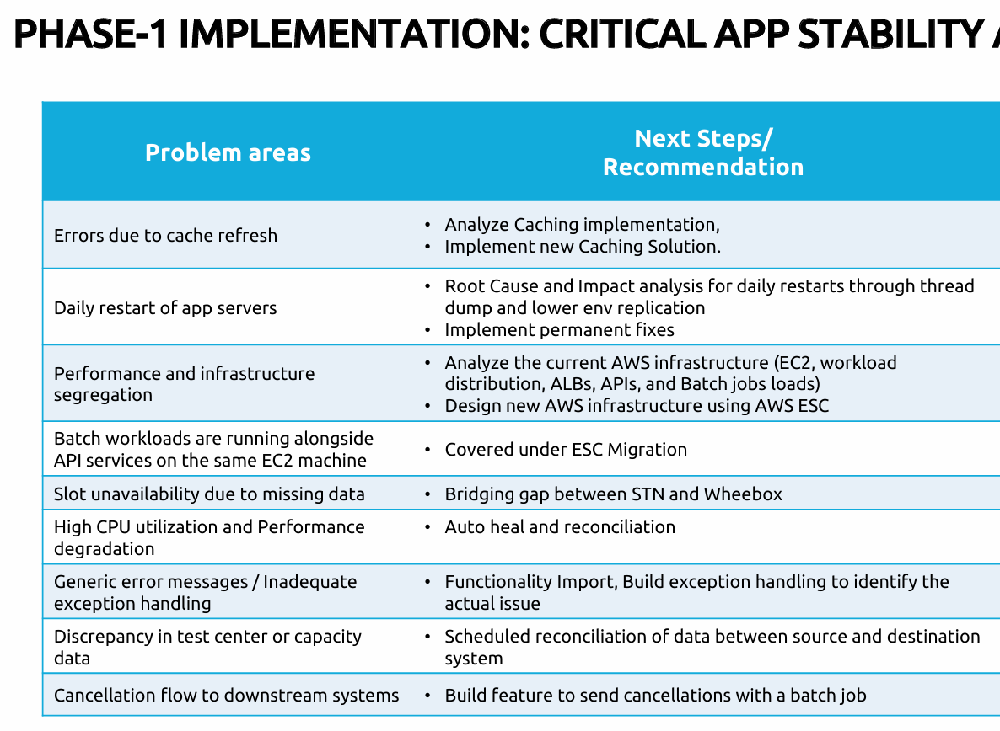 PHASE-1 IMPLEMENTATION: CRITICAL APP STABILITY
Problem areas
Next Steps/
Recommendation
Errors due to cache refresh
• Analyze Caching implementation,
• Implement new Caching Solution.
Daily restart of app servers
• Root Cause and Impact analysis for daily restarts through thread
dump and lower env replication
• Implement permanent fixes
Performance and infrastructure
segregation
• Analyze the current AWS infrastructure (EC2, workload
distribution, ALBs, APIs, and Batch jobs loads)
• Design new AWS infrastructure using AWS ESC
Batch workloads are running alongside
API services on the same EC2 machine
• Covered under ESC Migration
Slot unavailability due to missing data
• Bridging gap between STN and Wheebox
High CPU utilization and Performance
degradation
• Auto heal and reconciliation
Generic error messages / Inadequate
exception handling
• Functionality Import, Build exception handling to identify the
actual issue
Discrepancy in test center or capacity
data
• Scheduled reconciliation of data between source and destination
system
Cancellation flow to downstream systems
• Build feature to send cancellations with a batch job